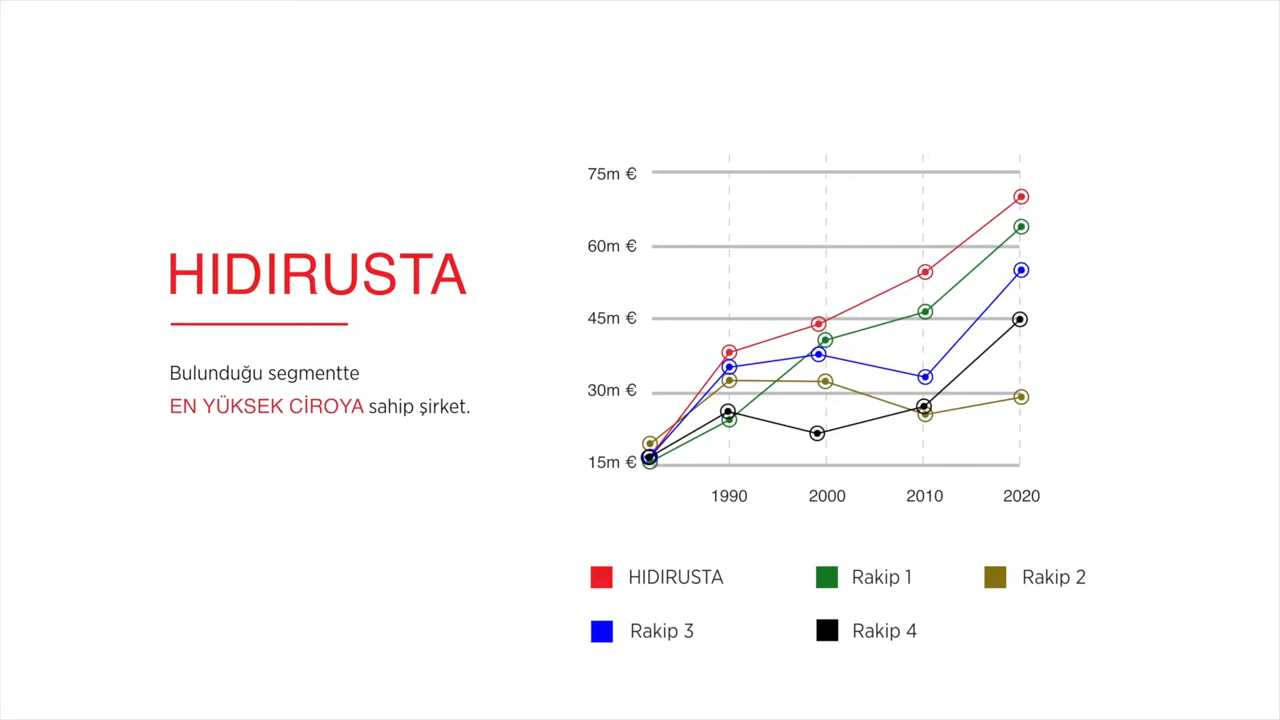 HIDIRUSTA
Bulunduğu segmentte
EN YÜKSEK CİROYA sahip şirket.
75m €
60m €
45m €
30m €
15m €
1990 2000 2010 2020
HIDIRUSTA Rakip 1 Rakip 2
Rakip 3 Rakip 4